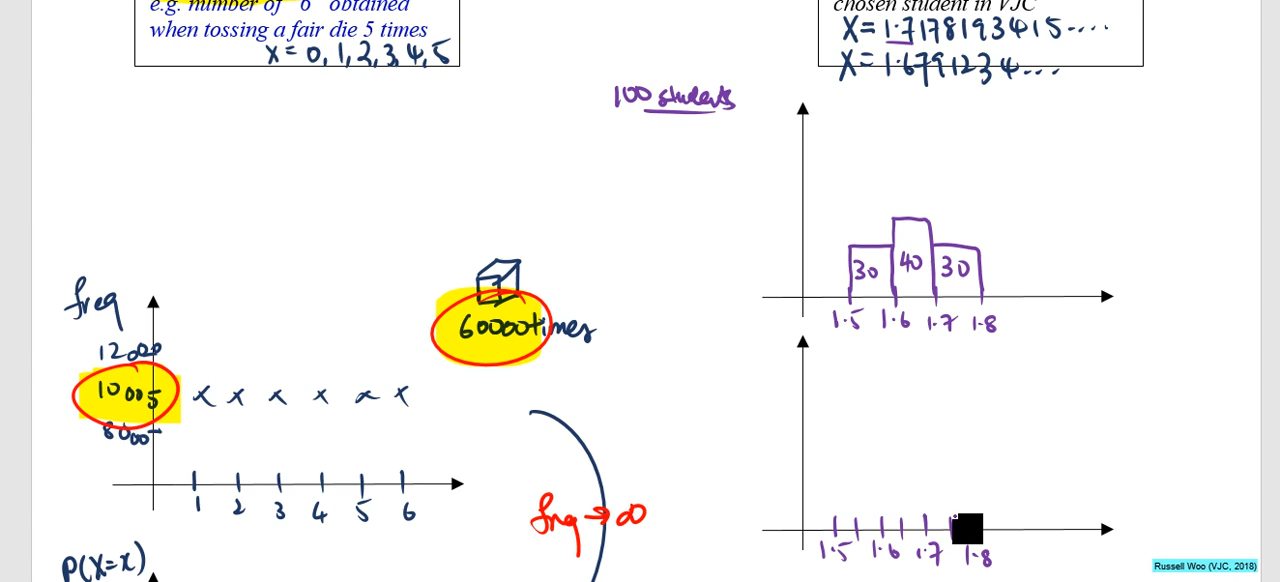 e.g. number of "6" obtained
when tossing a fair die 5 times
X = 0, 1, 2, 3, 4, 5
chosen student in VJC
X = 1.7178193415....
X = 1.6791234...
100 students
30 40 30
1.5 1.6 1.7 1.8
freq
60000 times
12000
10005
8000
x x x x x x
1 2 3 4 5 6
freq → ∞
1.5 1.6 1.7 1.8
P(X=x)
Russell Woo (VJC, 2018)